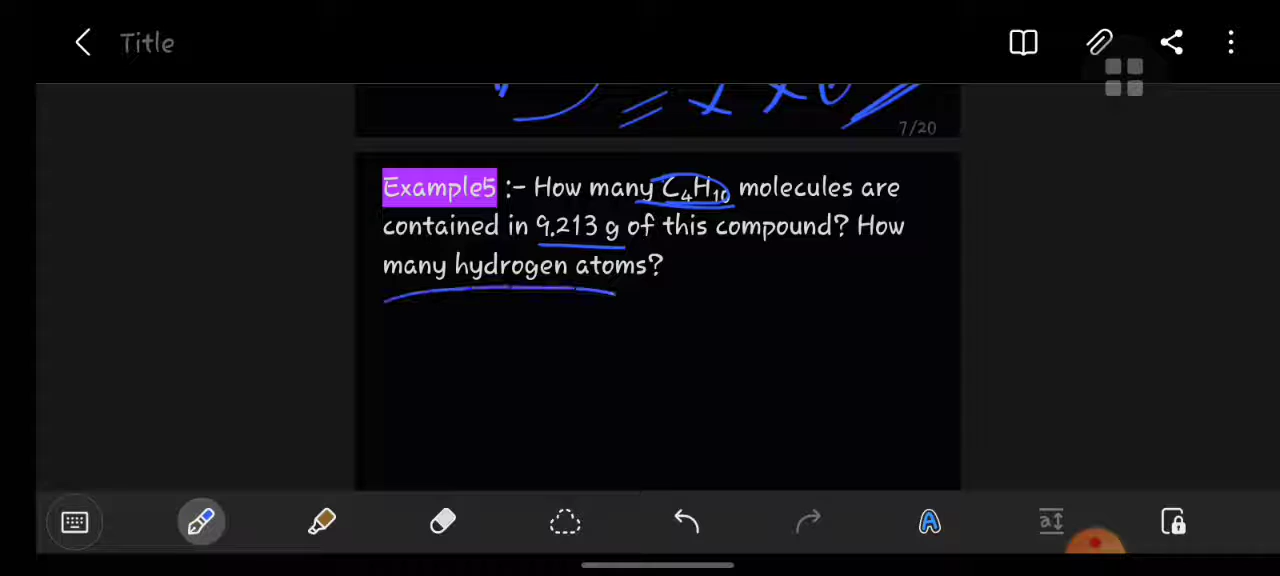 Title
7/20
Example5 :- How many C₄H₁₀ molecules are
contained in 9.213 g of this compound? How
many hydrogen atoms?